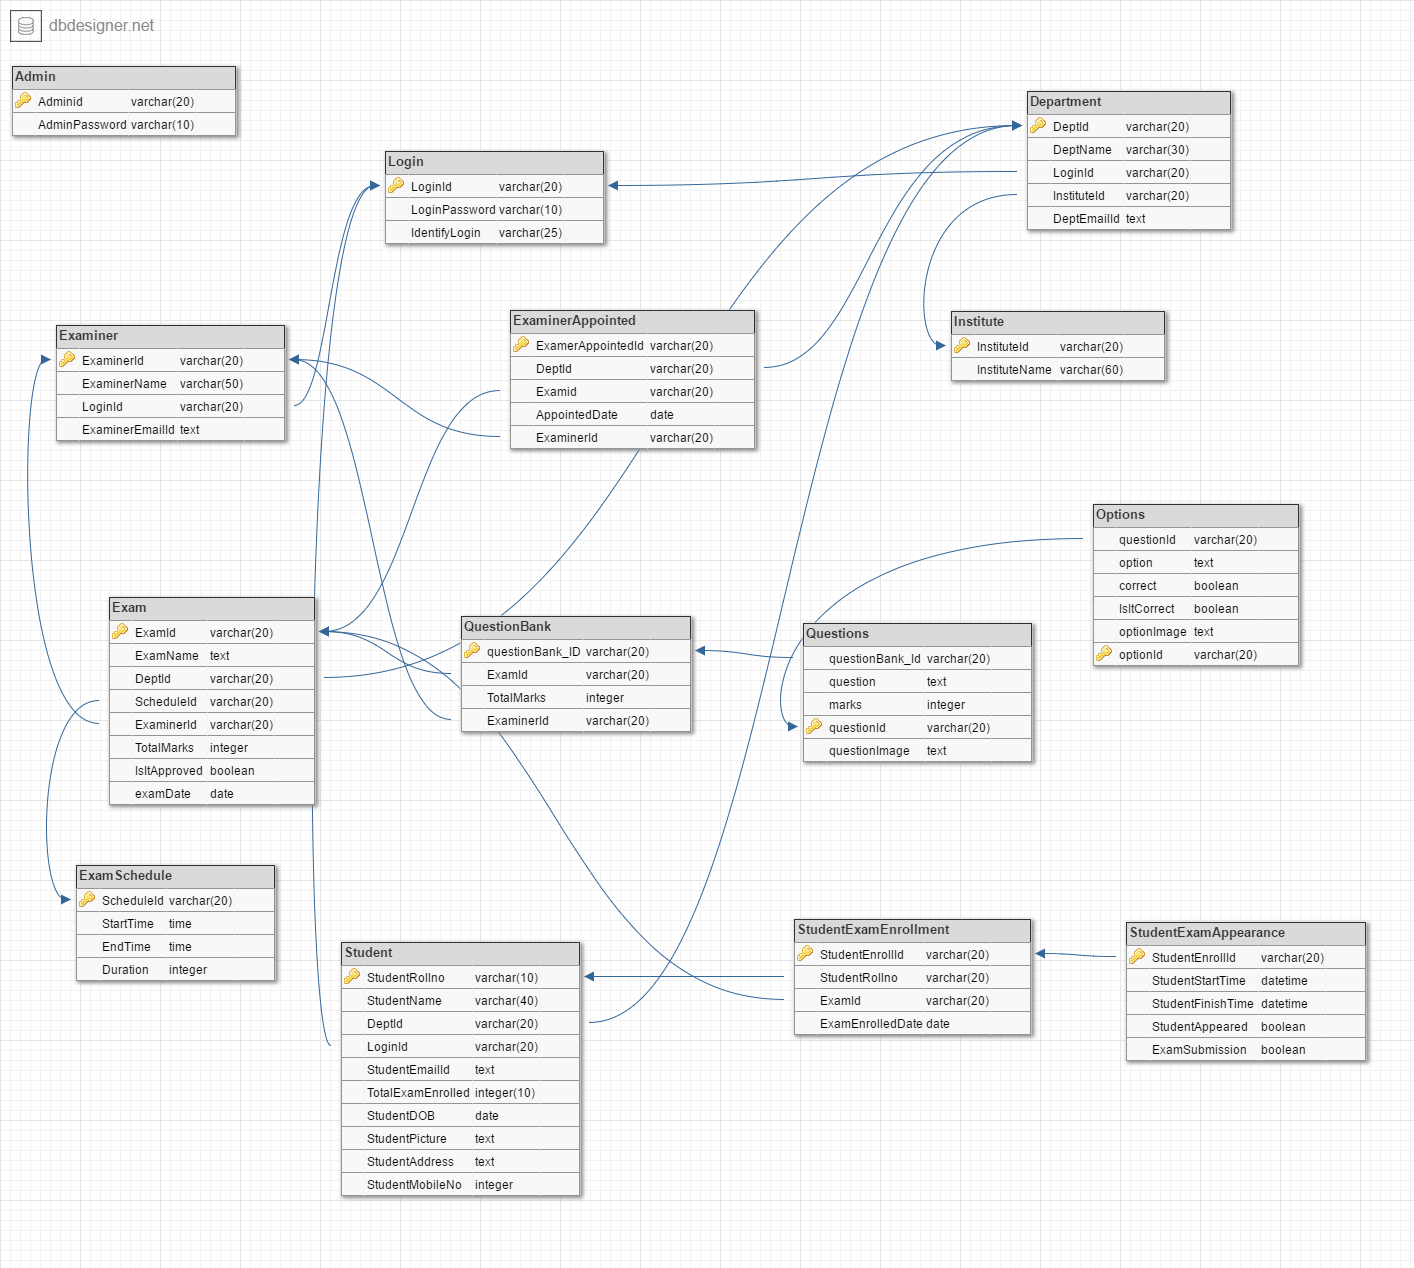 dbdesigner.net
Admin
Adminid varchar(20)
AdminPassword varchar(10)
Department
DeptId varchar(20)
DeptName varchar(30)
LoginId varchar(20)
InstituteId varchar(20)
DeptEmailId text
Login
LoginId varchar(20)
LoginPassword varchar(10)
IdentifyLogin varchar(25)
Examiner
ExaminerId varchar(20)
ExaminerName varchar(50)
LoginId varchar(20)
ExaminerEmailId text
ExaminerAppointed
ExamerAppointedId varchar(20)
DeptId varchar(20)
Examid varchar(20)
AppointedDate date
ExaminerId varchar(20)
Institute
InstituteId varchar(20)
InstituteName varchar(60)
Options
questionId varchar(20)
option text
correct boolean
IsItCorrect boolean
optionImage text
optionId varchar(20)
Exam
ExamId varchar(20)
ExamName text
DeptId varchar(20)
ScheduleId varchar(20)
ExaminerId varchar(20)
TotalMarks integer
IsItApproved boolean
examDate date
QuestionBank
questionBank_ID varchar(20)
ExamId varchar(20)
TotalMarks integer
ExaminerId varchar(20)
Questions
questionBank_Id varchar(20)
question text
marks integer
questionId varchar(20)
questionImage text
ExamSchedule
ScheduleId varchar(20)
StartTime time
EndTime time
Duration integer
Student
StudentRollno varchar(10)
StudentName varchar(40)
DeptId varchar(20)
LoginId varchar(20)
StudentEmailId text
TotalExamEnrolled integer(10)
StudentDOB date
StudentPicture text
StudentAddress text
StudentMobileNo integer
StudentExamEnrollment
StudentEnrollId varchar(20)
StudentRollno varchar(20)
ExamId varchar(20)
ExamEnrolledDate date
StudentExamAppearance
StudentEnrollId varchar(20)
StudentStartTime datetime
StudentFinishTime datetime
StudentAppeared boolean
ExamSubmission boolean